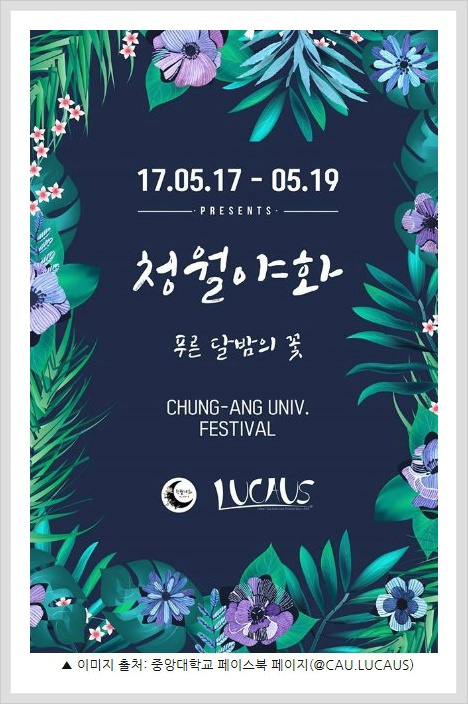 17.05.17 - 05.19
·PRESENTS·
청월야화
푸른 달밤의 꽃
CHUNG-ANG UNIV.
FESTIVAL
LUCAUS
▲ 이미지 출처: 중앙대학교 페이스북 페이지(@CAU.LUCAUS)